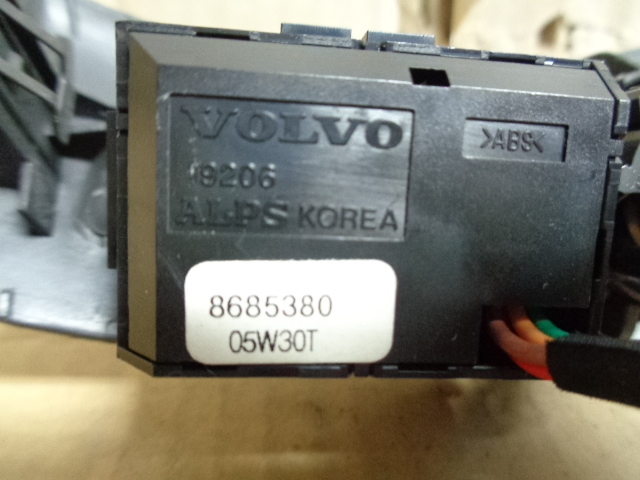 VOLVO
9206
ALPS KOREA
>ABS<
8685380
05W30T